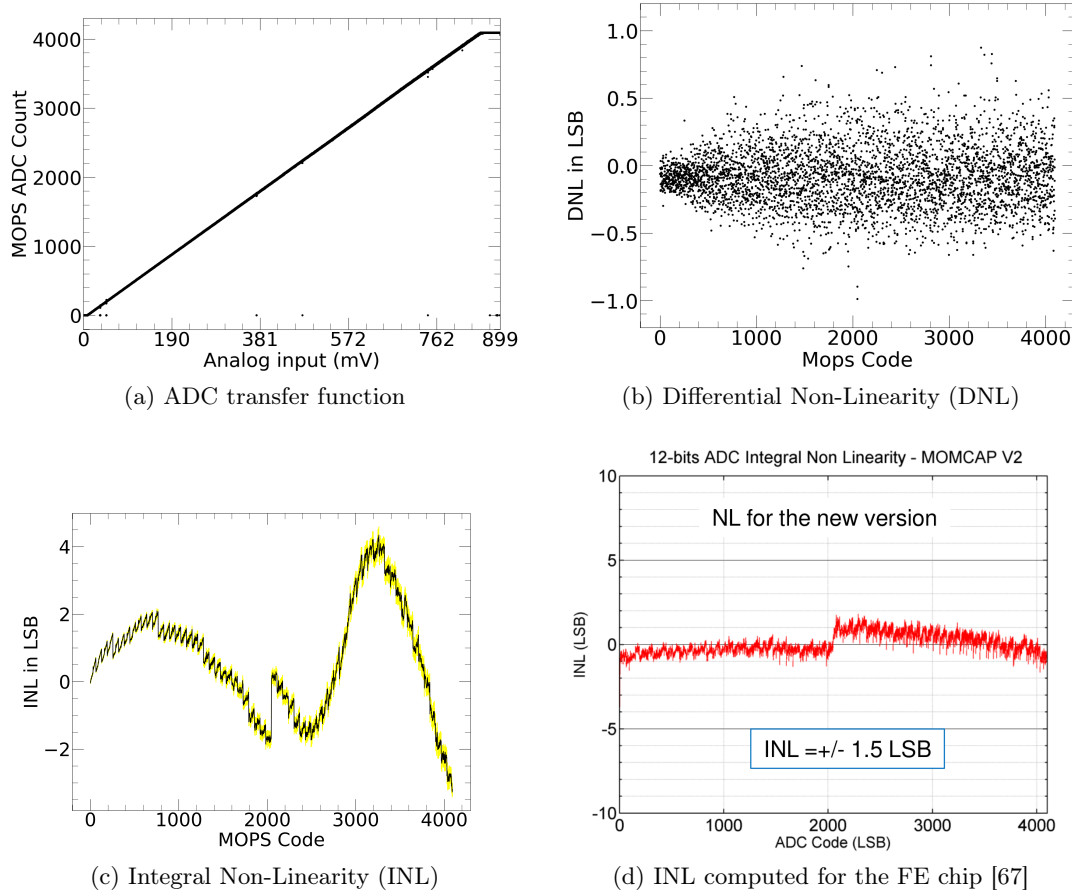 4000
3000
2000
1000
0
MOPS ADC Count
0 190 381 572 762 899
Analog input (mV)
(a) ADC transfer function
1.0
0.5
0.0
−0.5
−1.0
DNL in LSB
0 1000 2000 3000 4000
Mops Code
(b) Differential Non-Linearity (DNL)
4
2
0
−2
INL in LSB
0 1000 2000 3000 4000
MOPS Code
(c) Integral Non-Linearity (INL)
12-bits ADC Integral Non Linearity - MOMCAP V2
10
5
0
-5
-10
INL (LSB)
NL for the new version
INL =+/- 1.5 LSB
0 1000 2000 3000 4000
ADC Code (LSB)
(d) INL computed for the FE chip [67]